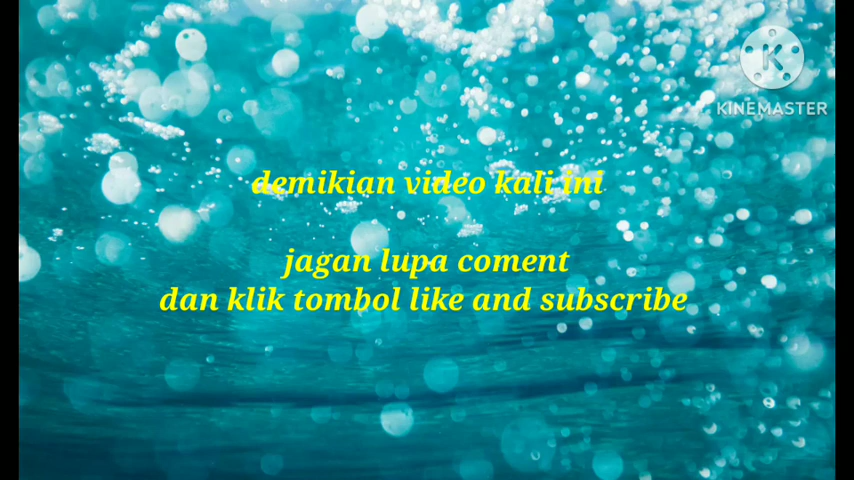 KINEMASTER
demikian video kali ini
jagan lupa coment
dan klik tombol like and subscribe